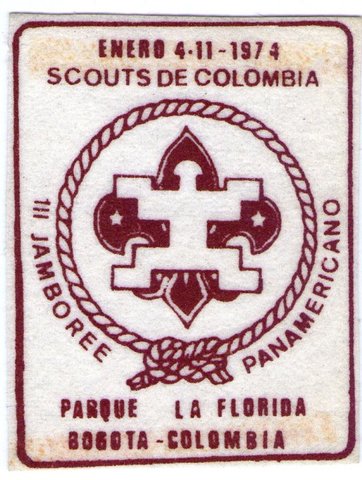 ENERO 4-11-1974
SCOUTS DE COLOMBIA
III JAMBOREE PANAMERICANO
PARQUE LA FLORIDA
BOGOTA-COLOMBIA